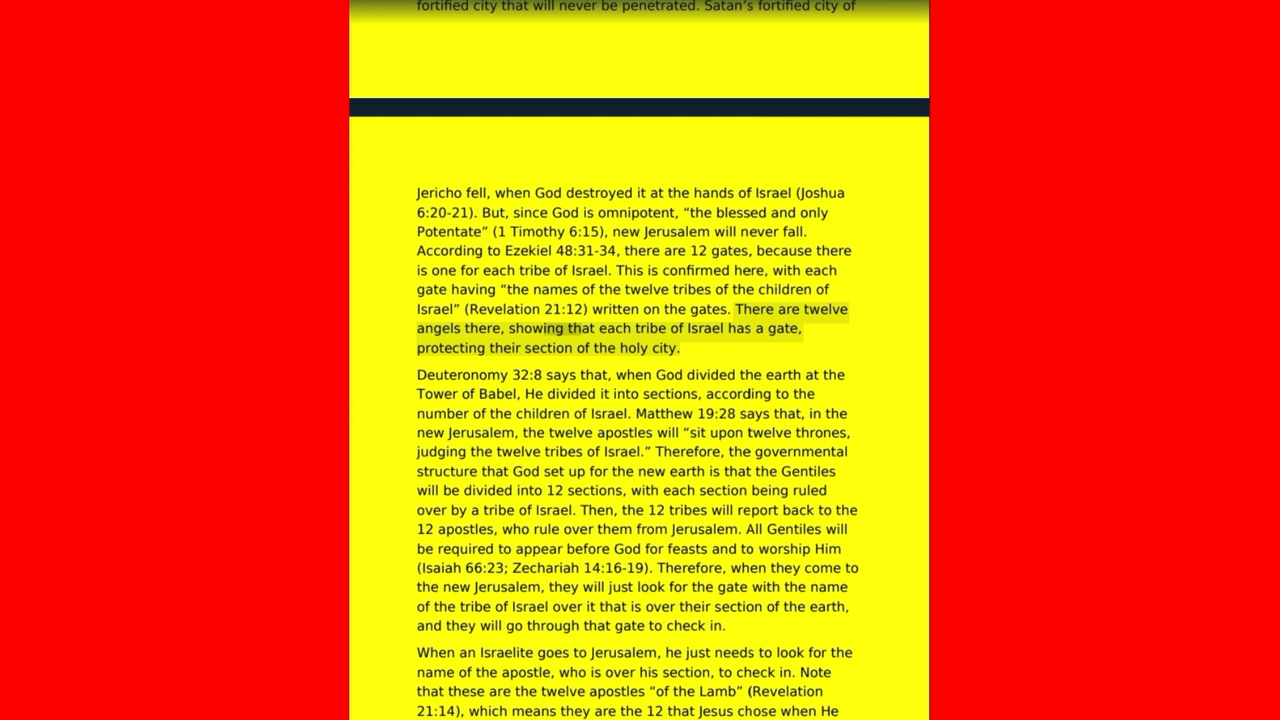 fortified city that will never be penetrated. Satan’s fortified city of
Jericho fell, when God destroyed it at the hands of Israel (Joshua
6:20-21). But, since God is omnipotent, “the blessed and only
Potentate” (1 Timothy 6:15), new Jerusalem will never fall.
According to Ezekiel 48:31-34, there are 12 gates, because there
is one for each tribe of Israel. This is confirmed here, with each
gate having “the names of the twelve tribes of the children of
Israel” (Revelation 21:12) written on the gates. There are twelve
angels there, showing that each tribe of Israel has a gate,
protecting their section of the holy city.
Deuteronomy 32:8 says that, when God divided the earth at the
Tower of Babel, He divided it into sections, according to the
number of the children of Israel. Matthew 19:28 says that, in the
new Jerusalem, the twelve apostles will “sit upon twelve thrones,
judging the twelve tribes of Israel.” Therefore, the governmental
structure that God set up for the new earth is that the Gentiles
will be divided into 12 sections, with each section being ruled
over by a tribe of Israel. Then, the 12 tribes will report back to the
12 apostles, who rule over them from Jerusalem. All Gentiles will
be required to appear before God for feasts and to worship Him
(Isaiah 66:23; Zechariah 14:16-19). Therefore, when they come to
the new Jerusalem, they will just look for the gate with the name
of the tribe of Israel over it that is over their section of the earth,
and they will go through that gate to check in.
When an Israelite goes to Jerusalem, he just needs to look for the
name of the apostle, who is over his section, to check in. Note
that these are the twelve apostles “of the Lamb” (Revelation
21:14), which means they are the 12 that Jesus chose when He